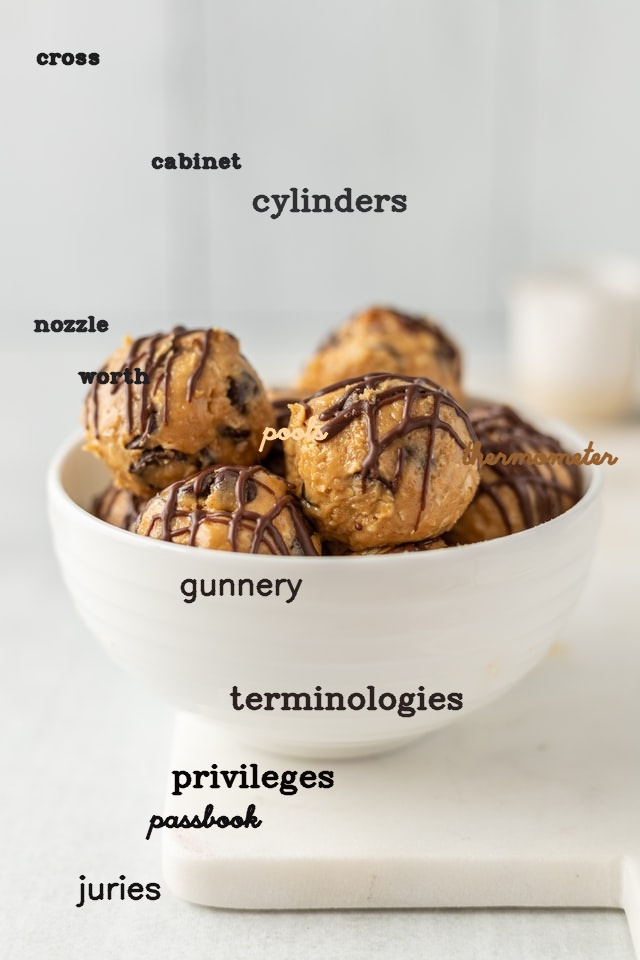 cross
cabinet
cylinders
nozzle
worth
pools
thermometer
gunnery
terminologies
privileges
passbook
juries